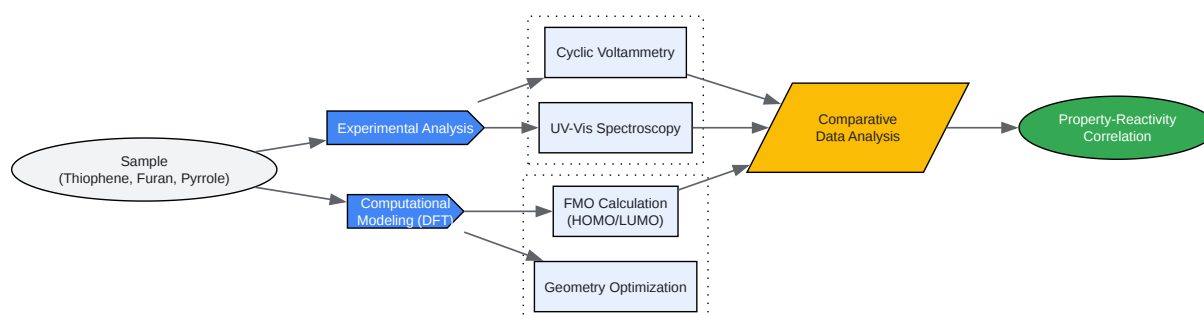 Sample
(Thiophene, Furan, Pyrrole)
Experimental Analysis
Computational
Modeling (DFT)
Cyclic Voltammetry
UV-Vis Spectroscopy
FMO Calculation
(HOMO/LUMO)
Geometry Optimization
Comparative
Data Analysis
Property-Reactivity
Correlation